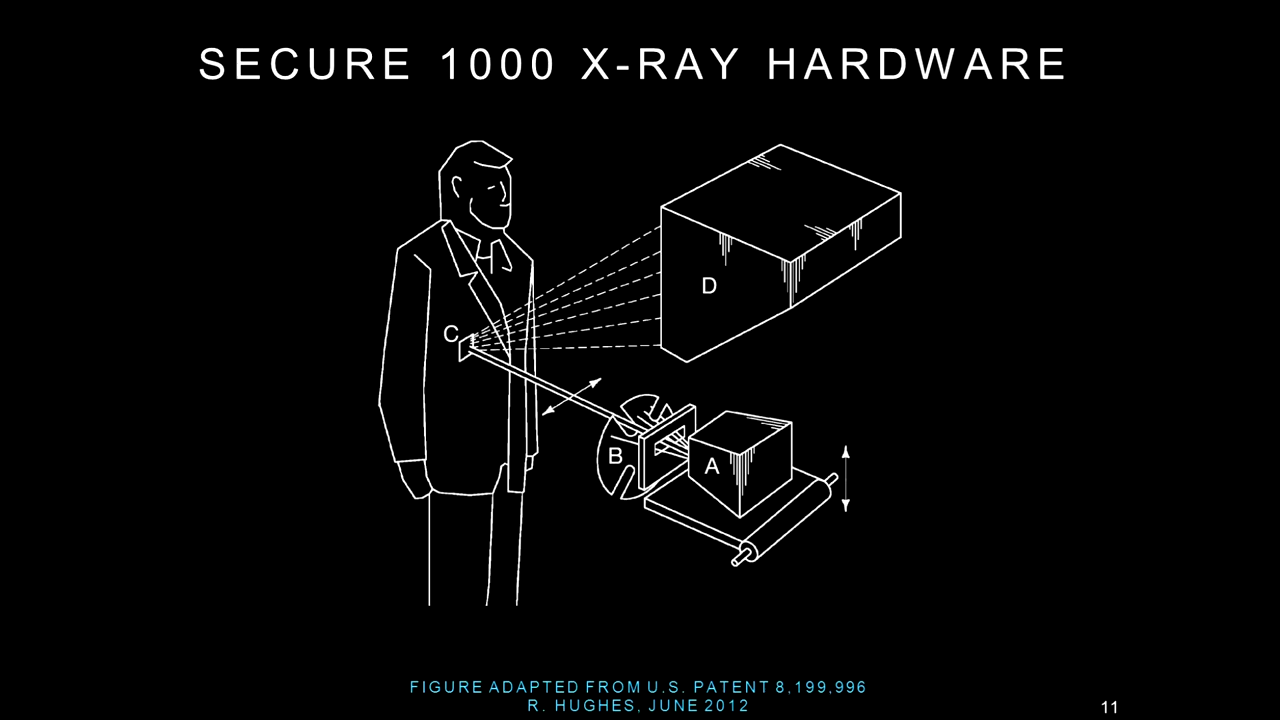 SECURE 1000 X-RAY HARDWARE
D
C
B
A
FIGURE ADAPTED FROM U.S. PATENT 8,199,996
R. HUGHES, JUNE 2012
11